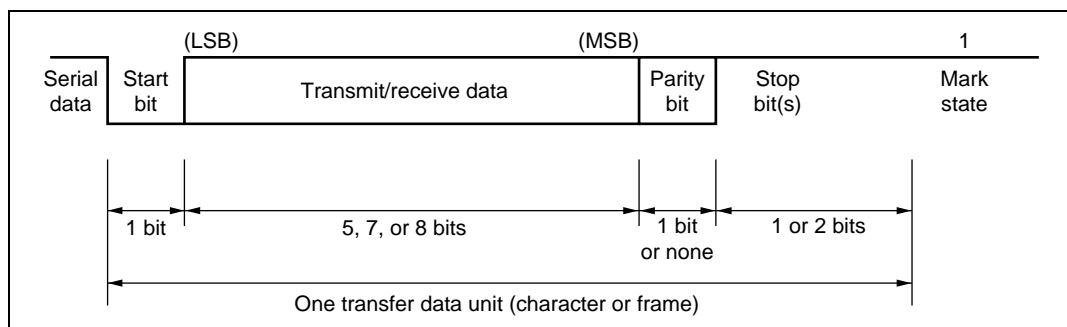 (LSB) (MSB) 1
Serial data
Start bit
Transmit/receive data
Parity bit
Stop bit(s)
Mark state
1 bit
5, 7, or 8 bits
1 bit or none
1 or 2 bits
One transfer data unit (character or frame)